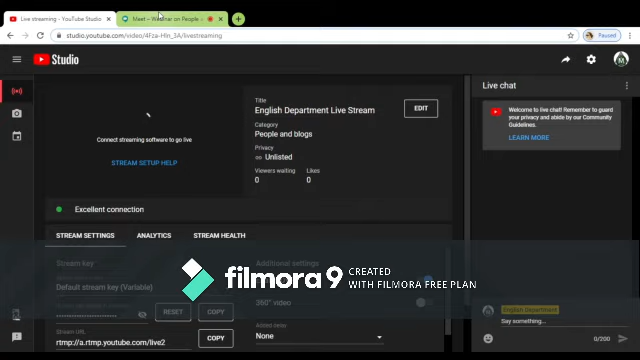 Live streaming - YouTube Studio
Meet – Webinar on People
studio.youtube.com/video/4Fza-Hln_3A/livestreaming
Paused
Studio
Connect streaming software to go live
STREAM SETUP HELP
Title
English Department Live Stream
EDIT
Category
People and blogs
Privacy
Unlisted
Viewers waiting
Likes
0
0
Excellent connection
STREAM SETTINGS
ANALYTICS
STREAM HEALTH
Stream key
Additional settings
Default stream key (Variable)
360° video
RESET
COPY
Stream URL
rtmp://a.rtmp.youtube.com/live2
COPY
Added delay
None
filmora 9
CREATED
WITH FILMORA FREE PLAN
Live chat
Welcome to live chat! Remember to guard
your privacy and abide by our Community
Guidelines.
LEARN MORE
English Department
Say something...
0/200